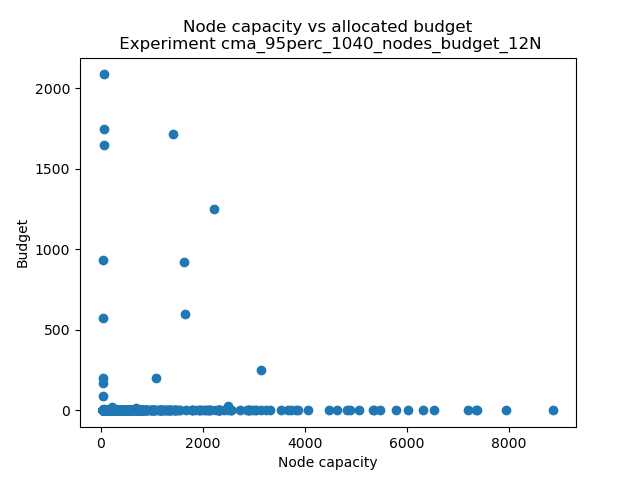 Node capacity vs allocated budget
Experiment cma_95perc_1040_nodes_budget_12N
2000
1500
1000
500
0
Budget
0 2000 4000 6000 8000
Node capacity